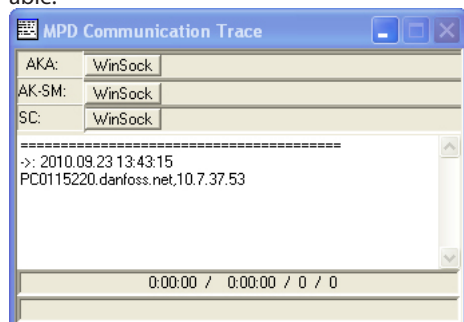 able.
MPD Communication Trace
AKA: WinSock
AK-SM: WinSock
SC: WinSock
========================================
->: 2010.09.23 13:43:15
PC0115220.danfoss.net,10.7.37.53
0:00:00 / 0:00:00 / 0 / 0